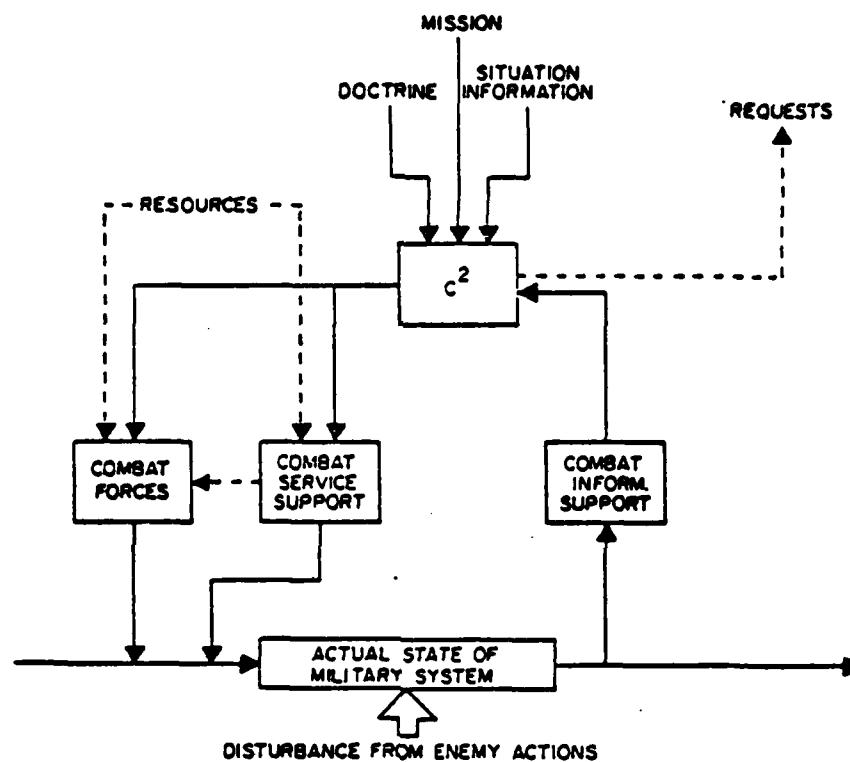 MISSION
DOCTRINE
SITUATION
INFORMATION
REQUESTS
RESOURCES
C²
COMBAT
FORCES
COMBAT
SERVICE
SUPPORT
COMBAT
INFORM.
SUPPORT
ACTUAL STATE OF
MILITARY SYSTEM
DISTURBANCE FROM ENEMY ACTIONS